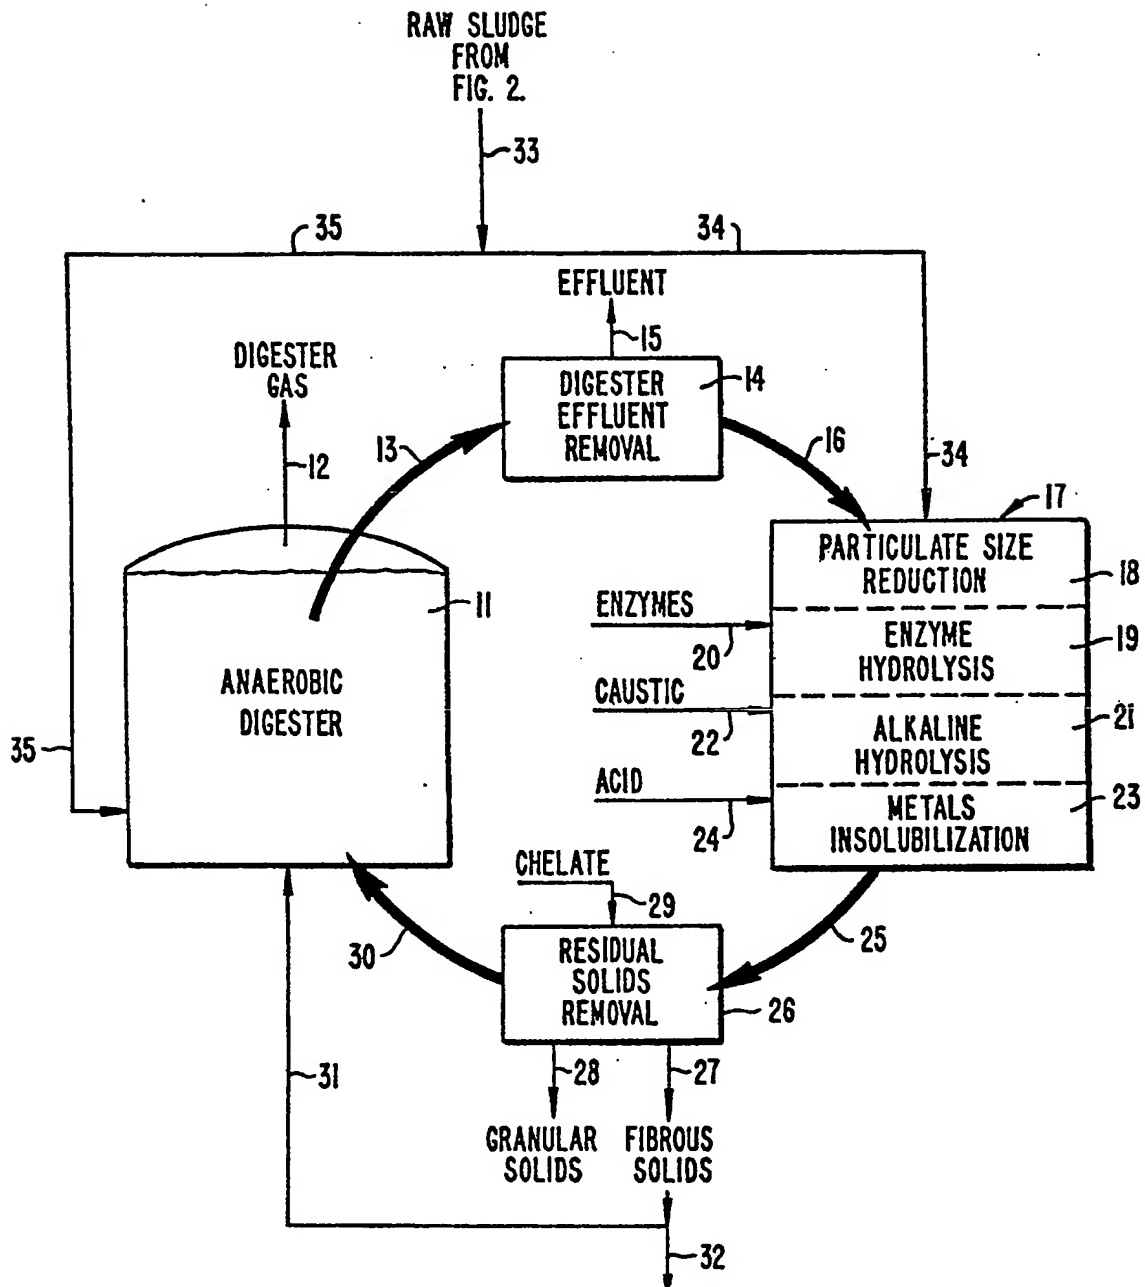 RAW SLUDGE
FROM
FIG. 2.
33
35
34
EFFLUENT
15
DIGESTER
GAS
12
13
DIGESTER
EFFLUENT
REMOVAL
14
16
34
17
PARTICULATE SIZE
REDUCTION
18
11
ENZYMES
20
ENZYME
HYDROLYSIS
19
ANAEROBIC
DIGESTER
CAUSTIC
22
ALKALINE
HYDROLYSIS
21
35
ACID
24
METALS
INSOLUBILIZATION
23
CHELATE
29
30
RESIDUAL
SOLIDS
REMOVAL
25
26
31
28
27
GRANULAR
SOLIDS
FIBROUS
SOLIDS
32